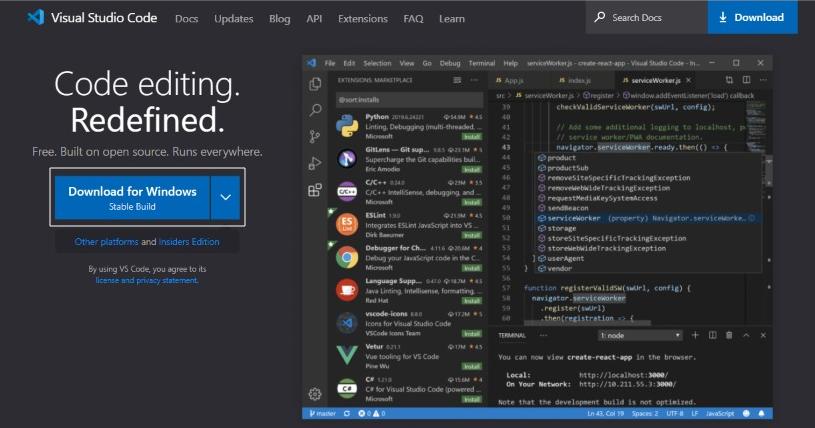 Visual Studio Code Docs Updates Blog API Extensions FAQ Learn Search Docs Download
Code editing.
Redefined.
Free. Built on open source. Runs everywhere.
Download for Windows
Stable Build
Other platforms and Insiders Edition
By using VS Code, you agree to its
license and privacy statement.
File Edit Selection View Go Debug Terminal Help serviceWorker.js - create-react-app - Visual Studio Code - In...
EXTENSIONS: MARKETPLACE
@sort:installs
Python 2019.6.24221 54.9M 4.5
Linting, Debugging (multi-threaded, ...
Microsoft Install
GitLens — Git sup... 9.8.5 23.1M 5
Supercharge the Git capabilities buil...
Eric Amodio Install
C/C++ 0.24.0 23M 3.5
C/C++ IntelliSense, debugging, and ...
Microsoft Install
ESLint 1.9.0 21.9M 4.5
Integrates ESLint JavaScript into VS ...
Dirk Baeumer Install
Debugger for Ch... 4.11.6 20.6M 4
Debug your JavaScript code in the C...
Microsoft Install
Language Supp... 0.47.0 18.7M 4.5
Java Linting, Intellisense, formatting, ...
Red Hat Install
vscode-icons 8.8.0 17.2M 5
Icons for Visual Studio Code
VSCode Icons Team Install
Vetur 0.21.1 17M 4.5
Vue tooling for VS Code
Pine Wu Install
C# 1.21.0 15.6M 4
C# for Visual Studio Code (powered ...
Microsoft Install
JS App.js JS index.js JS serviceWorker.js
src > JS serviceWorker.js > register > window.addEventListener('load') callback
39 checkValidServiceWorker(swUrl, config);
40
41 // Add some additional logging to localhost, p
42 // service worker/PWA documentation.
43 navigator.serviceWorker.ready.then(() => {
44 product
45 productSub
46 removeSiteSpecificTrackingException
47 removeWebWideTrackingException
48 requestMediaKeySystemAccess
49 sendBeacon
50 serviceWorker (property) Navigator.serviceWorke...
51 storage
52 storeSiteSpecificTrackingException
53 storeWebWideTrackingException
54 } userAgent
55 } vendor
56
57 function registerValidSW(swUrl, config) {
58 navigator.serviceWorker
59 .register(swUrl)
60 .then(registration => {
TERMINAL ... 1: node
You can now view create-react-app in the browser.
Local: http://localhost:3000/
On Your Network: http://10.211.55.3:3000/
Note that the development build is not optimized.
master 0 0 Ln 43, Col 19 Spaces: 2 UTF-8 LF JavaScript